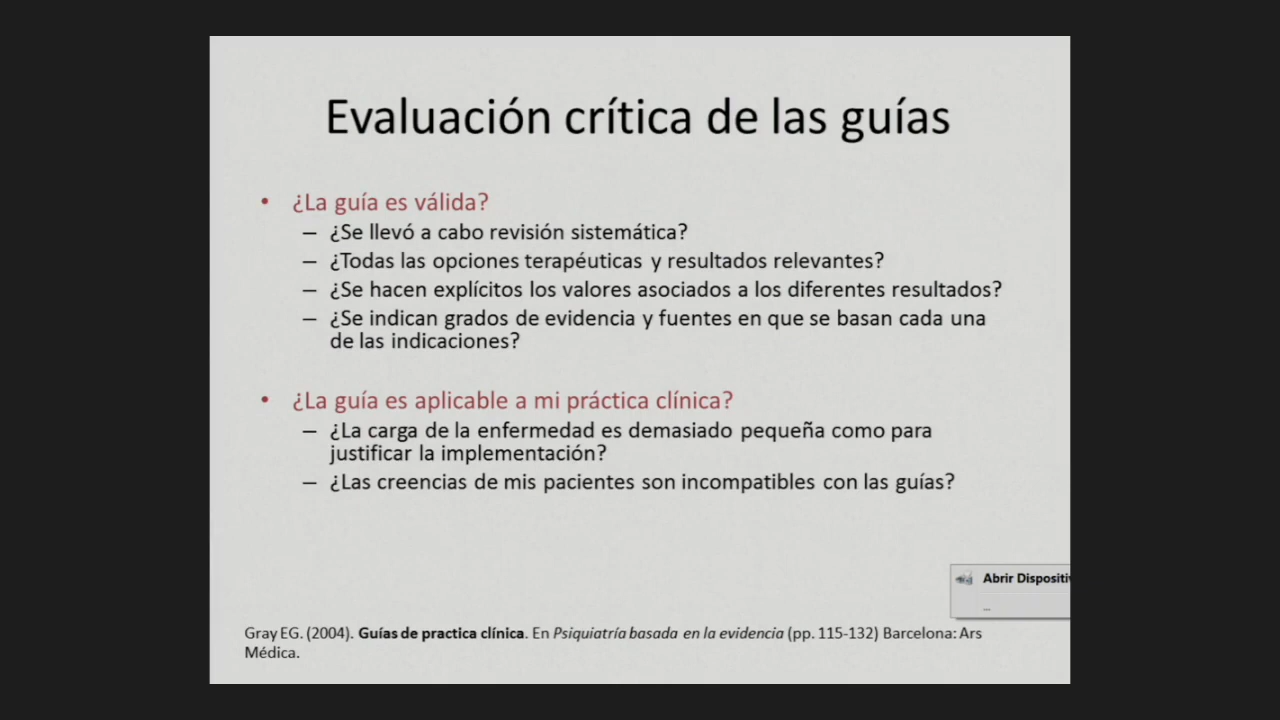 Evaluación crítica de las guías
• ¿La guía es válida?
– ¿Se llevó a cabo revisión sistemática?
– ¿Todas las opciones terapéuticas y resultados relevantes?
– ¿Se hacen explícitos los valores asociados a los diferentes resultados?
– ¿Se indican grados de evidencia y fuentes en que se basan cada una
de las indicaciones?
• ¿La guía es aplicable a mi práctica clínica?
– ¿La carga de la enfermedad es demasiado pequeña como para
justificar la implementación?
– ¿Las creencias de mis pacientes son incompatibles con las guías?
Abrir Dispositiv
...
Gray EG. (2004). Guías de practica clínica. En Psiquiatría basada en la evidencia (pp. 115-132) Barcelona: Ars
Médica.